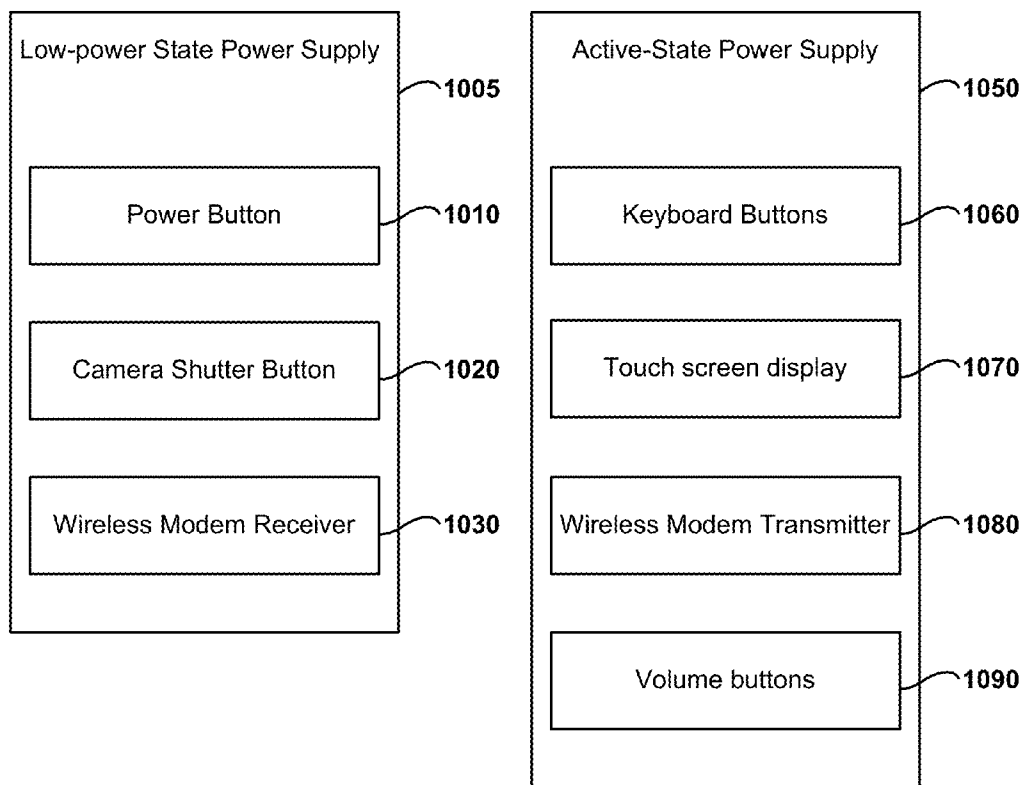 Low-power State Power Supply
1005
Power Button
1010
Camera Shutter Button
1020
Wireless Modem Receiver
1030
Active-State Power Supply
1050
Keyboard Buttons
1060
Touch screen display
1070
Wireless Modem Transmitter
1080
Volume buttons
1090